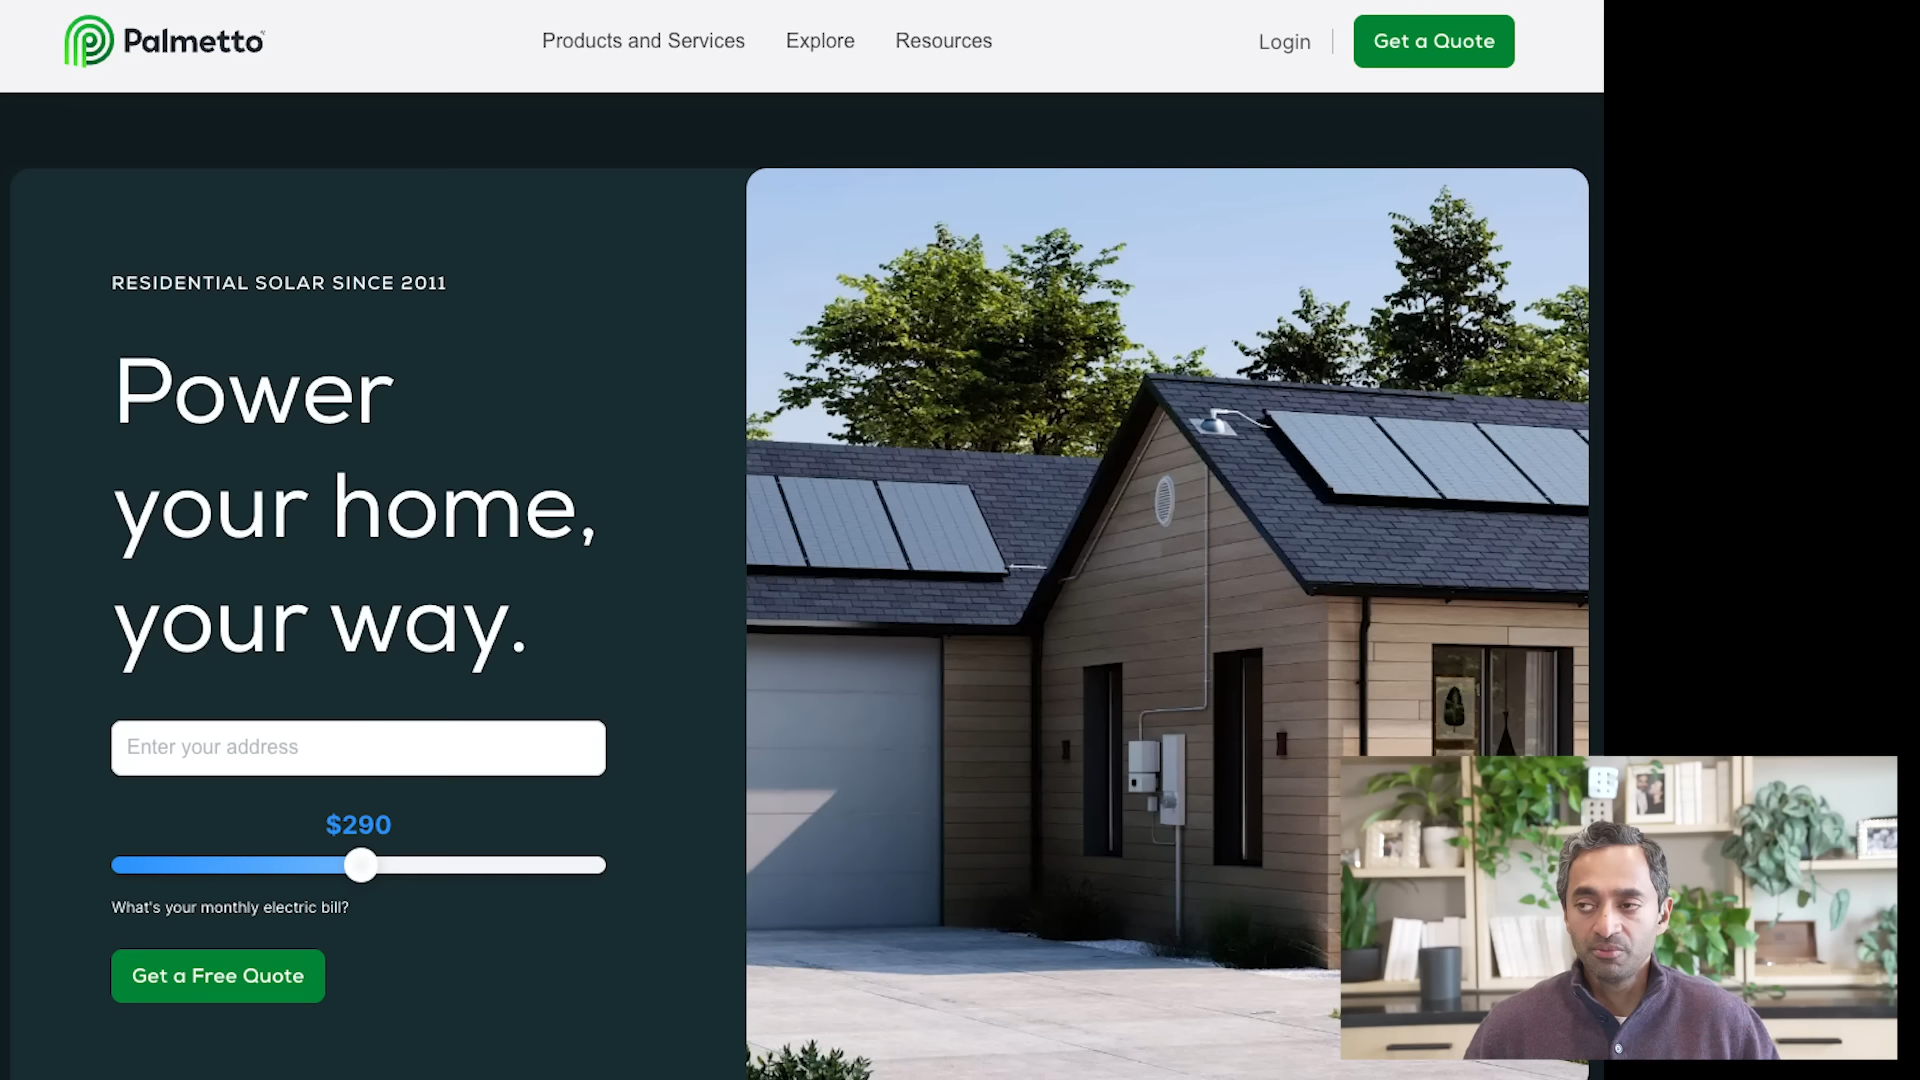 Palmetto
Products and Services
Explore
Resources
Login
Get a Quote
RESIDENTIAL SOLAR SINCE 2011
Power
your home,
your way.
Enter your address
$290
What's your monthly electric bill?
Get a Free Quote